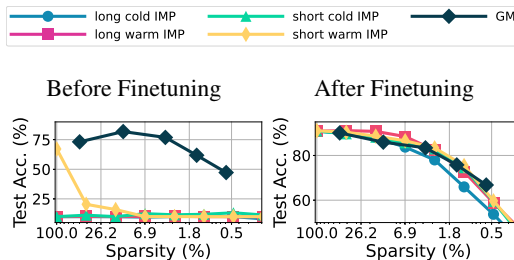 long cold IMP
short cold IMP
GM
long warm IMP
short warm IMP
Before Finetuning
After Finetuning
Test Acc. (%)
75
50
25
100.0 26.2 6.9 1.8 0.5
Sparsity (%)
Test Acc. (%)
80
60
100.0 26.2 6.9 1.8 0.5
Sparsity (%)